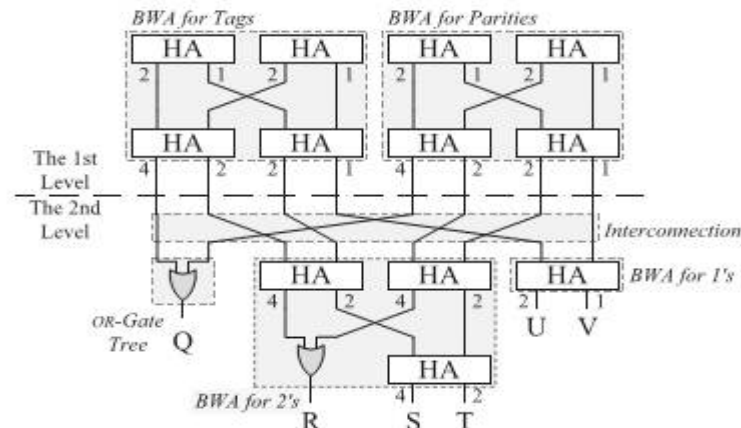 BWA for Tags BWA for Parities
HA HA HA HA
2 1 2 1 2 1 2 1
HA HA HA HA
4 2 2 1 4 2 2 1
The 1st
Level
The 2nd
Level
Interconnection
HA HA HA BWA for 1's
4 2 4 2 2 1
OR-Gate
Tree
Q U V
HA
BWA for 2's 4 2
R S T